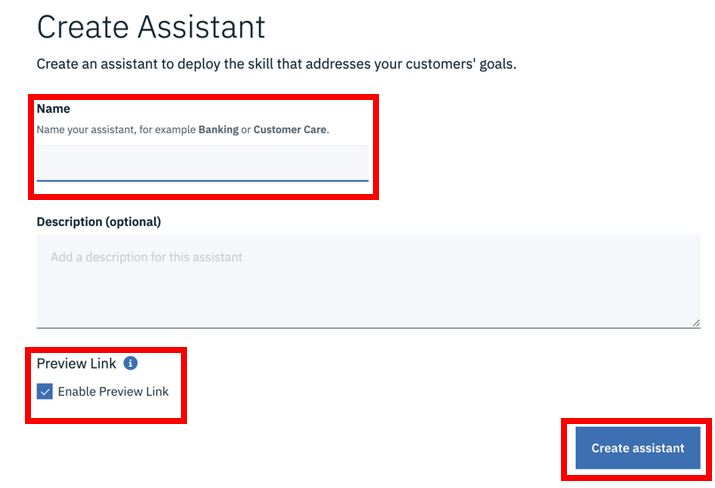 Create Assistant
Create an assistant to deploy the skill that addresses your customers' goals.
Name
Name your assistant, for example Banking or Customer Care.
Description (optional)
Add a description for this assistant
Preview Link i
Enable Preview Link
Create assistant